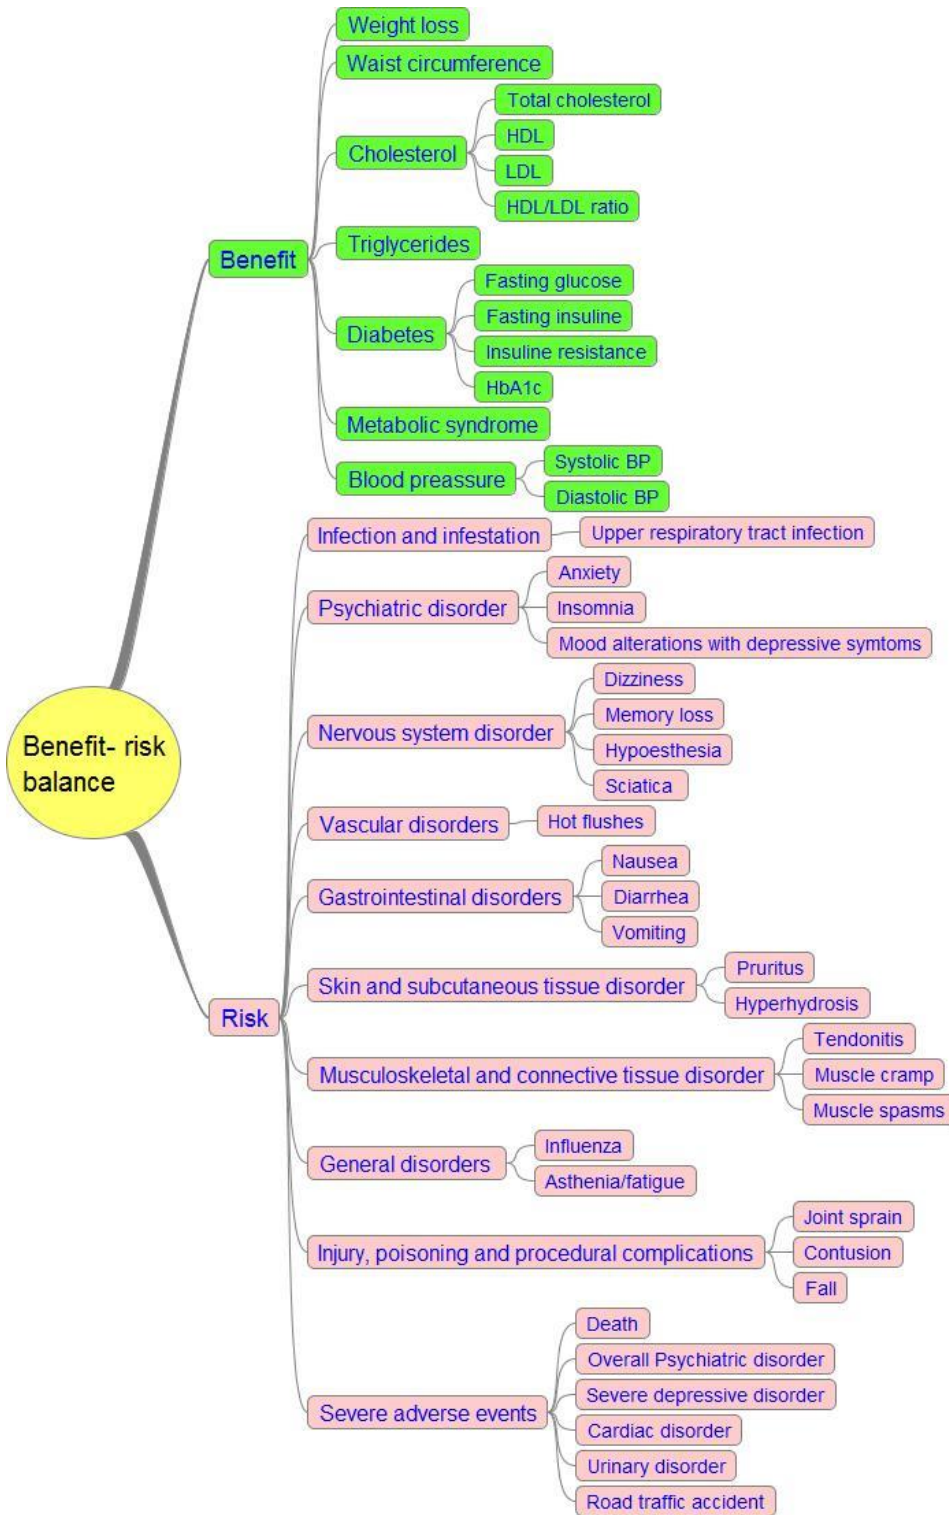 Weight loss
Waist circumference
Total cholesterol
HDL
Cholesterol
LDL
HDL/LDL ratio
Triglycerides
Benefit
Fasting glucose
Fasting insuline
Diabetes
Insuline resistance
HbA1c
Metabolic syndrome
Systolic BP
Blood preassure
Diastolic BP
Infection and infestation
Upper respiratory tract infection
Anxiety
Psychiatric disorder
Insomnia
Mood alterations with depressive symtoms
Dizziness
Memory loss
Nervous system disorder
Hypoesthesia
Sciatica
Benefit- risk
balance
Vascular disorders
Hot flushes
Nausea
Gastrointestinal disorders
Diarrhea
Vomiting
Pruritus
Skin and subcutaneous tissue disorder
Hyperhydrosis
Risk
Tendonitis
Musculoskeletal and connective tissue disorder
Muscle cramp
Muscle spasms
Influenza
General disorders
Asthenia/fatigue
Joint sprain
Injury, poisoning and procedural complications
Contusion
Fall
Death
Overall Psychiatric disorder
Severe depressive disorder
Severe adverse events
Cardiac disorder
Urinary disorder
Road traffic accident